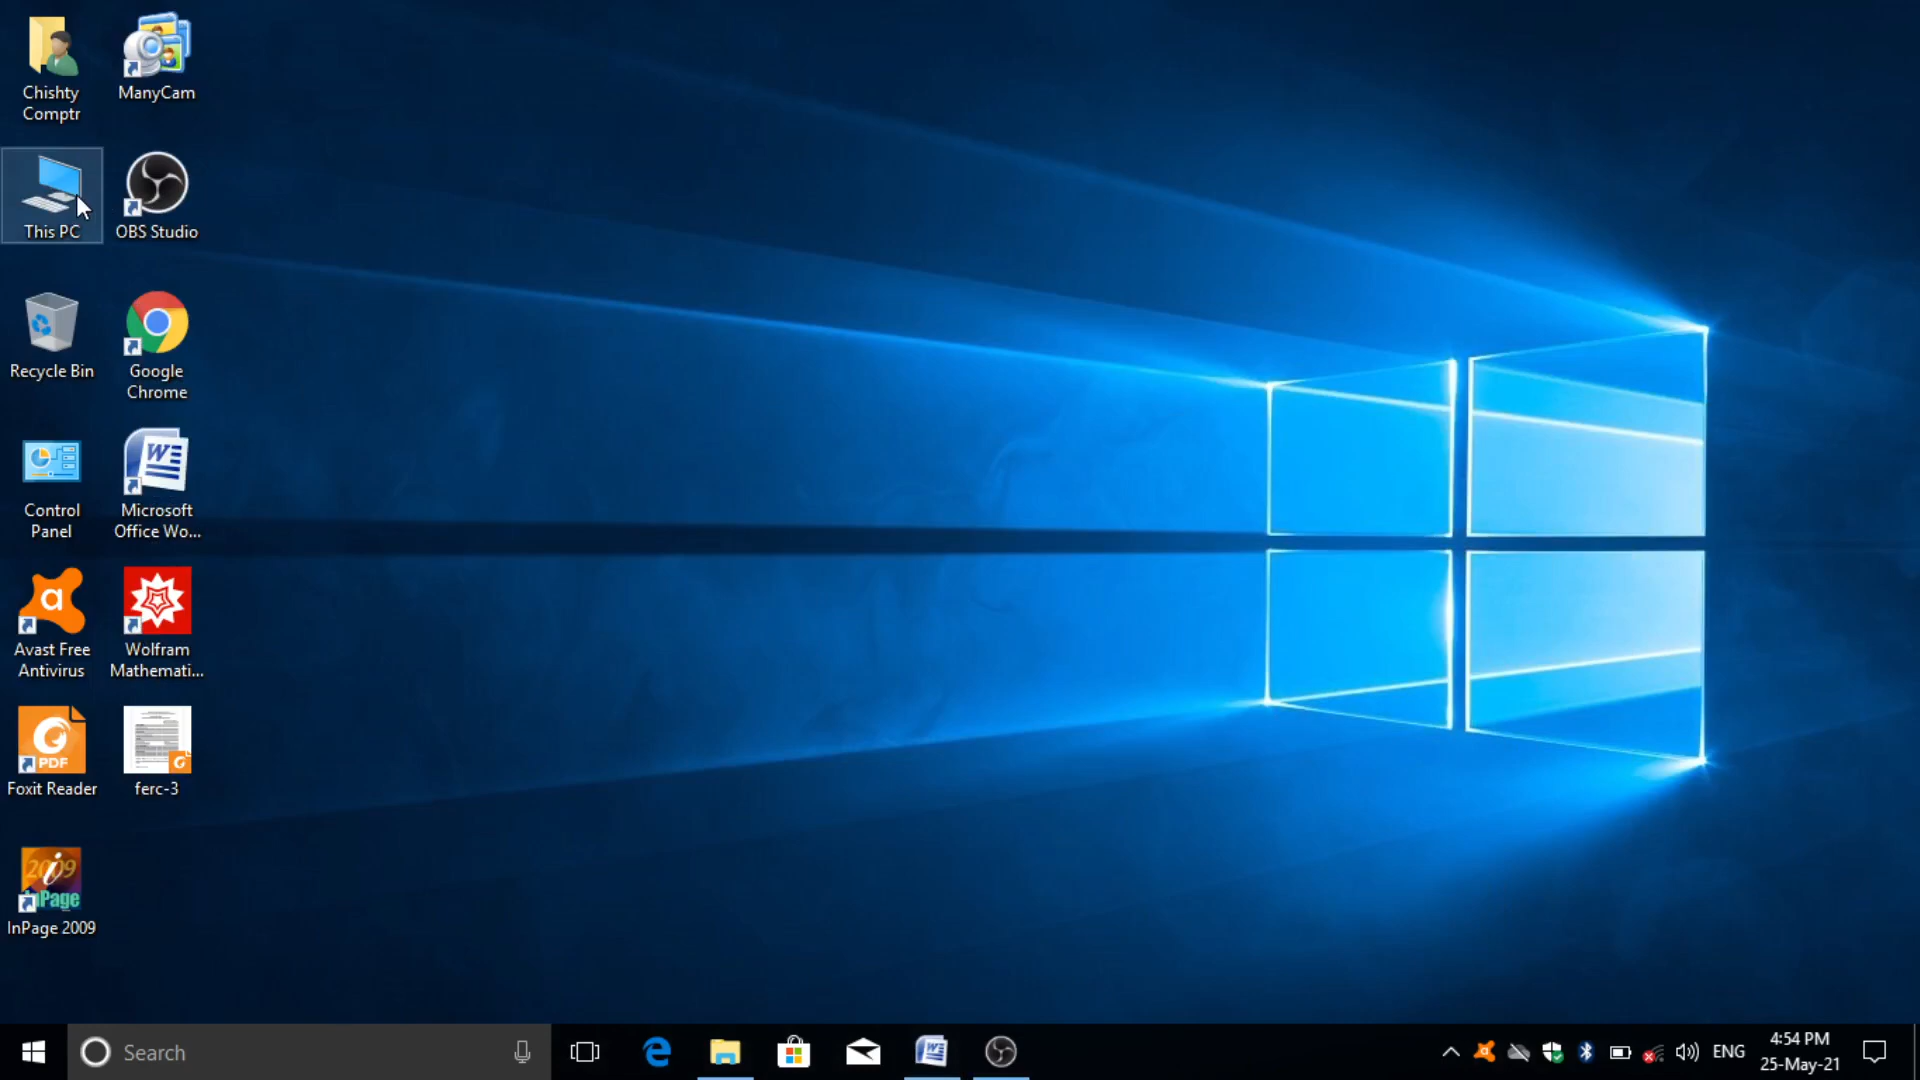 Chishty
Comptr
ManyCam
This PC
OBS Studio
Recycle Bin
Google
Chrome
Control
Panel
W
Microsoft
Office Wo...
a
Avast Free
Antivirus
Wolfram
Mathemati...
PDF
Foxit Reader
ferc-3
2009
i
InPage
InPage 2009
Search
e
W
ENG
4:54 PM
25-May-21